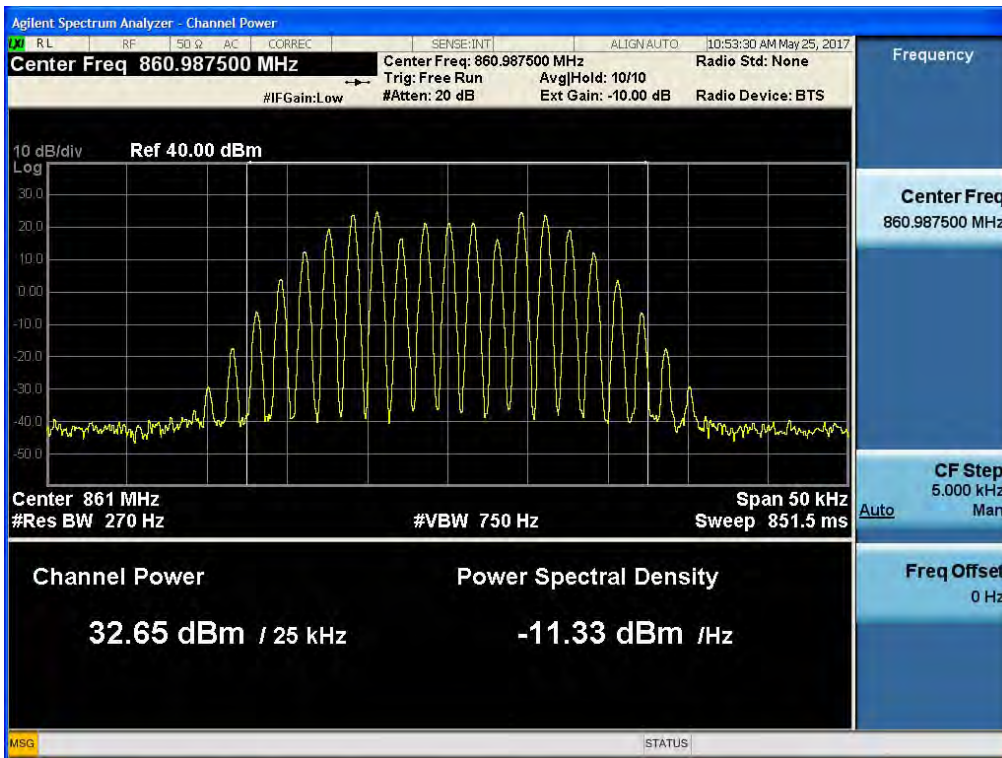 Agilent Spectrum Analyzer - Channel Power
LXI RL RF 50 Ω AC CORREC SENSE:INT ALIGN AUTO 10:53:30 AM May 25, 2017
Center Freq 860.987500 MHz
Center Freq: 860.987500 MHz
Radio Std: None
Trig: Free Run
Avg|Hold: 10/10
#IFGain:Low
#Atten: 20 dB
Ext Gain: -10.00 dB
Radio Device: BTS
10 dB/div
Ref 40.00 dBm
Log
30.0
20.0
10.0
0.00
-10.0
-20.0
-30.0
-40.0
-50.0
Center 861 MHz
Span 50 kHz
#Res BW 270 Hz
#VBW 750 Hz
Sweep 851.5 ms
Channel Power
Power Spectral Density
32.65 dBm / 25 kHz
-11.33 dBm /Hz
Frequency
Center Freq
860.987500 MHz
CF Step
5.000 kHz
Auto Man
Freq Offset
0 Hz
MSG
STATUS